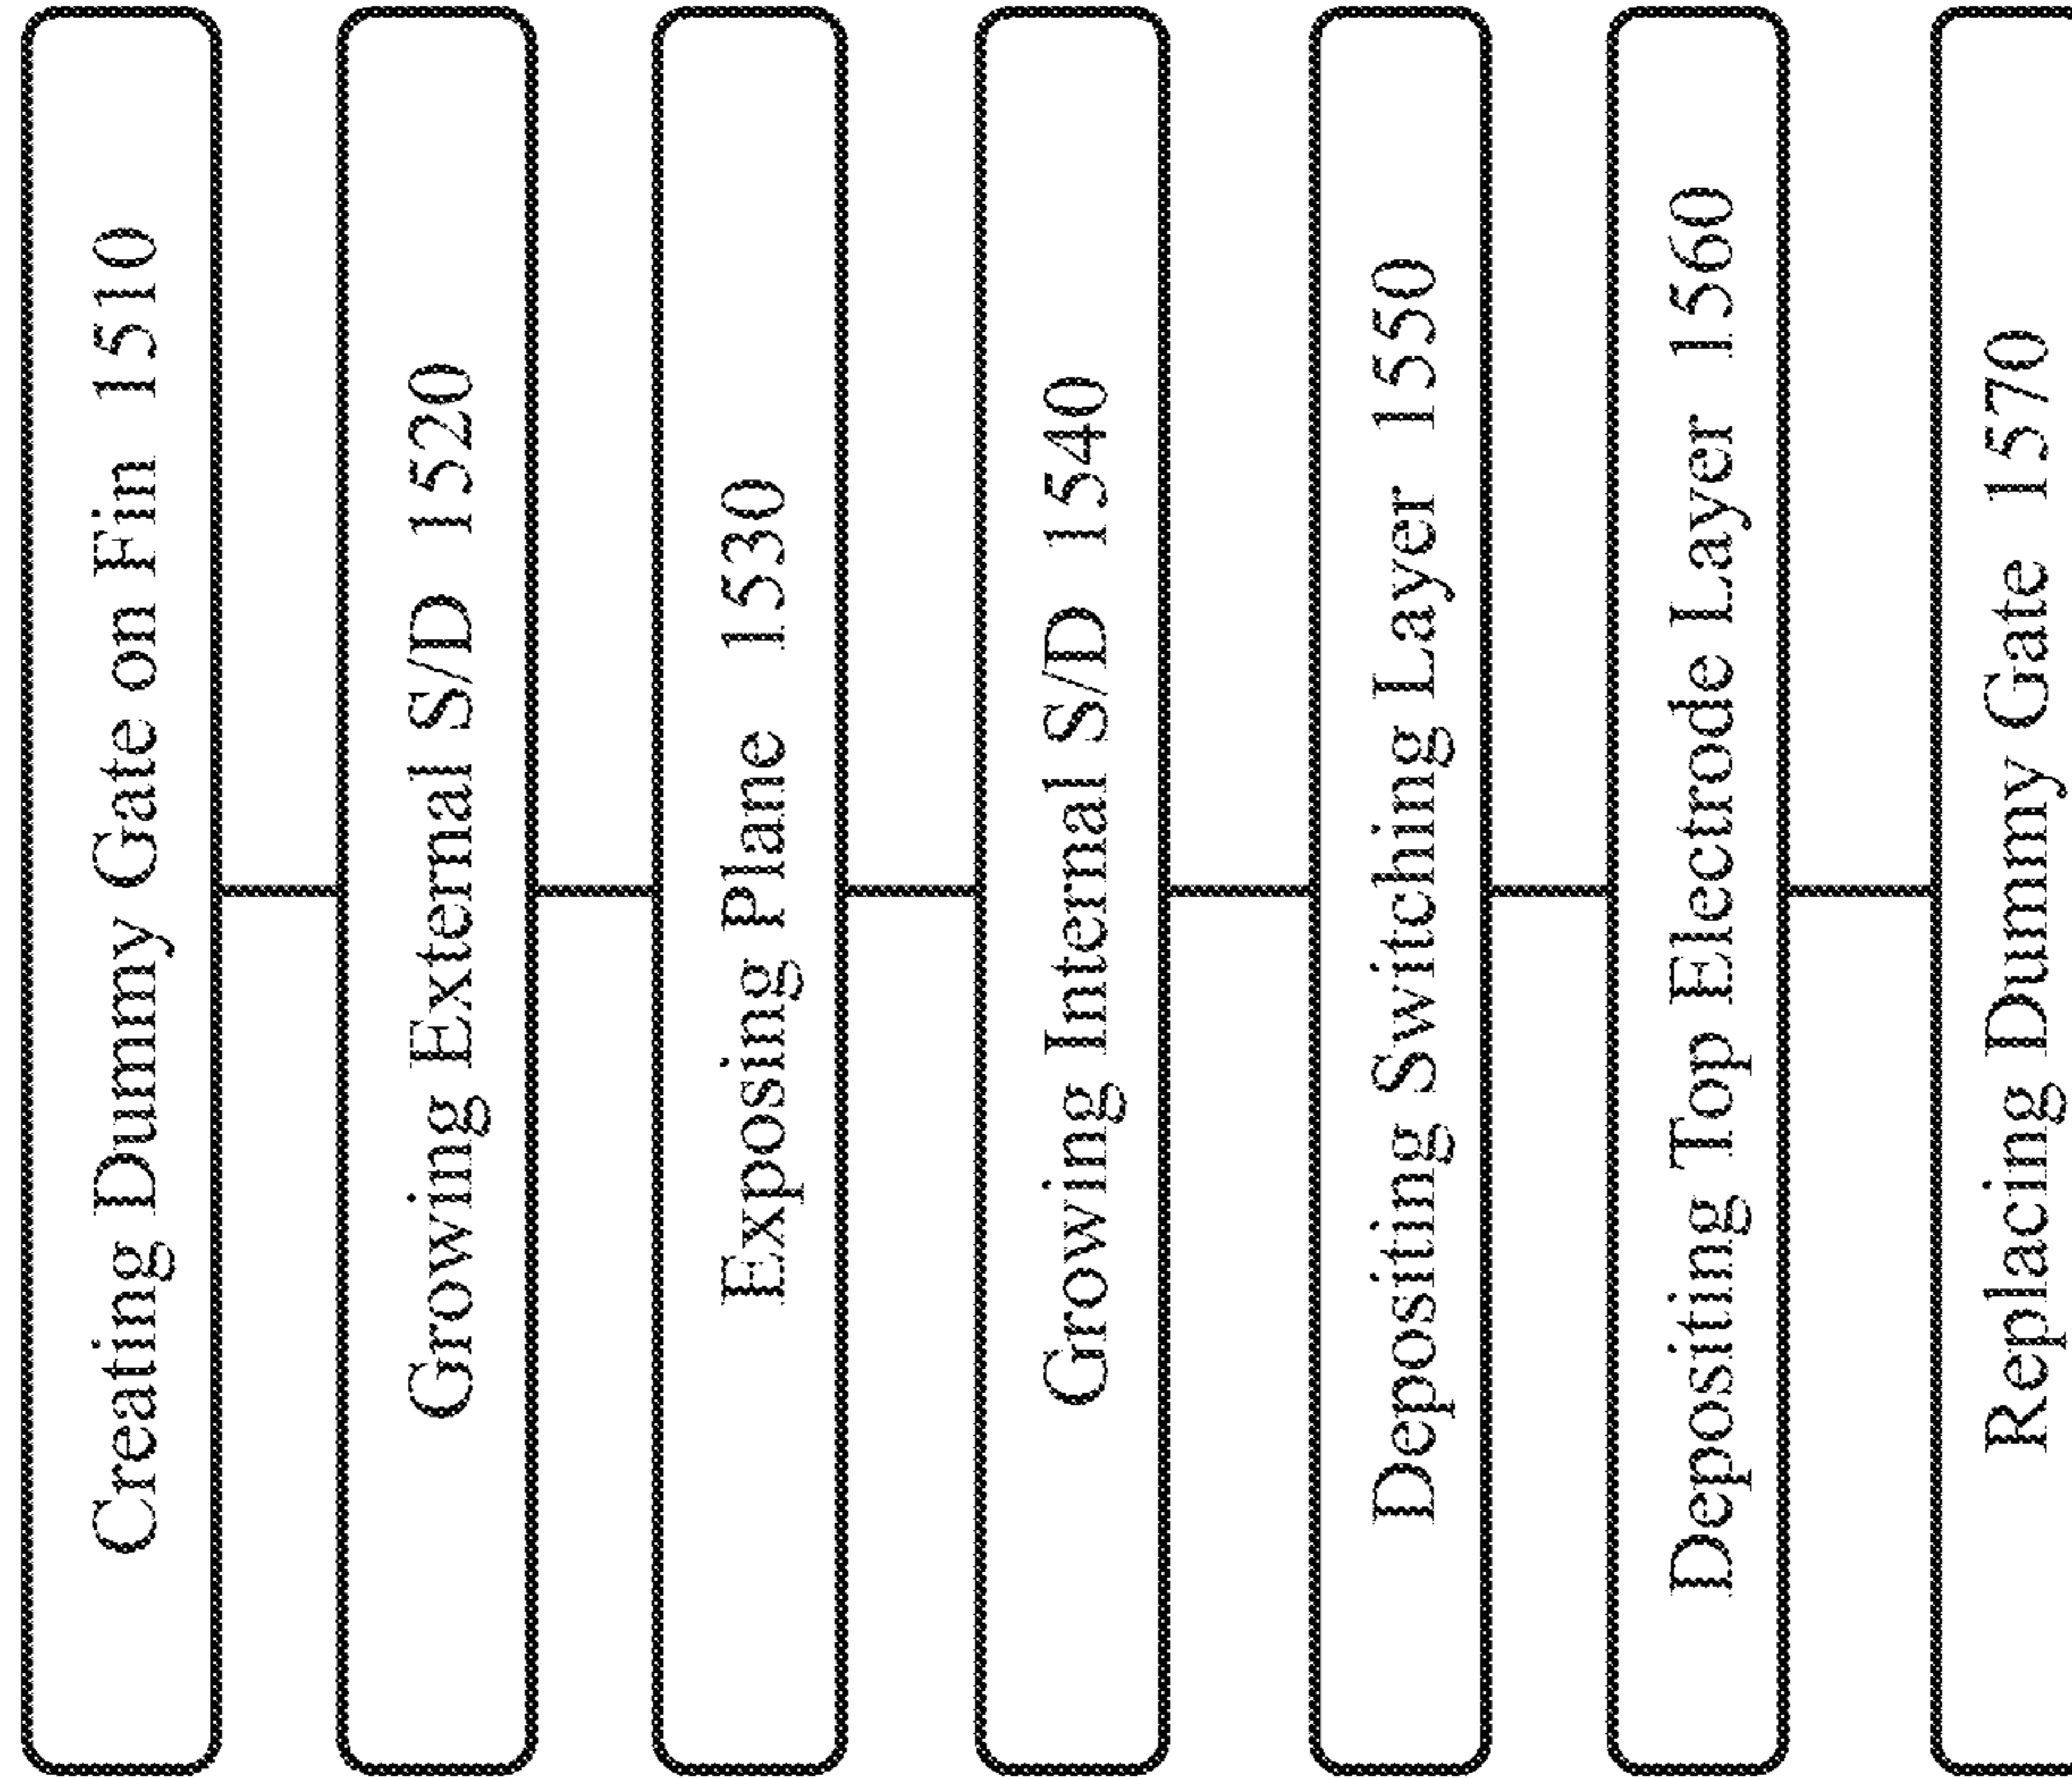 Creating Dummy Gate on Fin 1510
Growing External S/D 1520
Exposing Plane 1530
Growing Internal S/D 1540
Depositing Switching Layer 1550
Depositing Top Electrode Layer 1560
Replacing Dummy Gate 1570